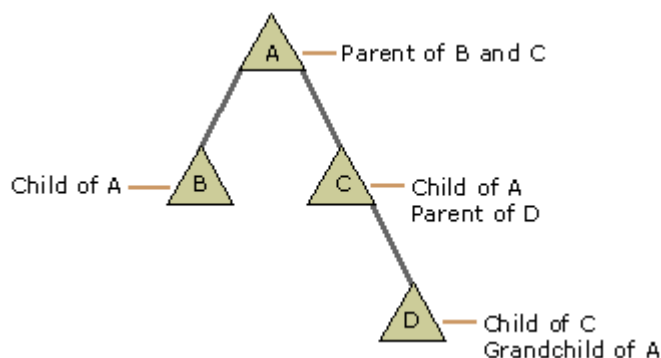 A
Parent of B and C
Child of A
B
C
Child of A
Parent of D
D
Child of C
Grandchild of A